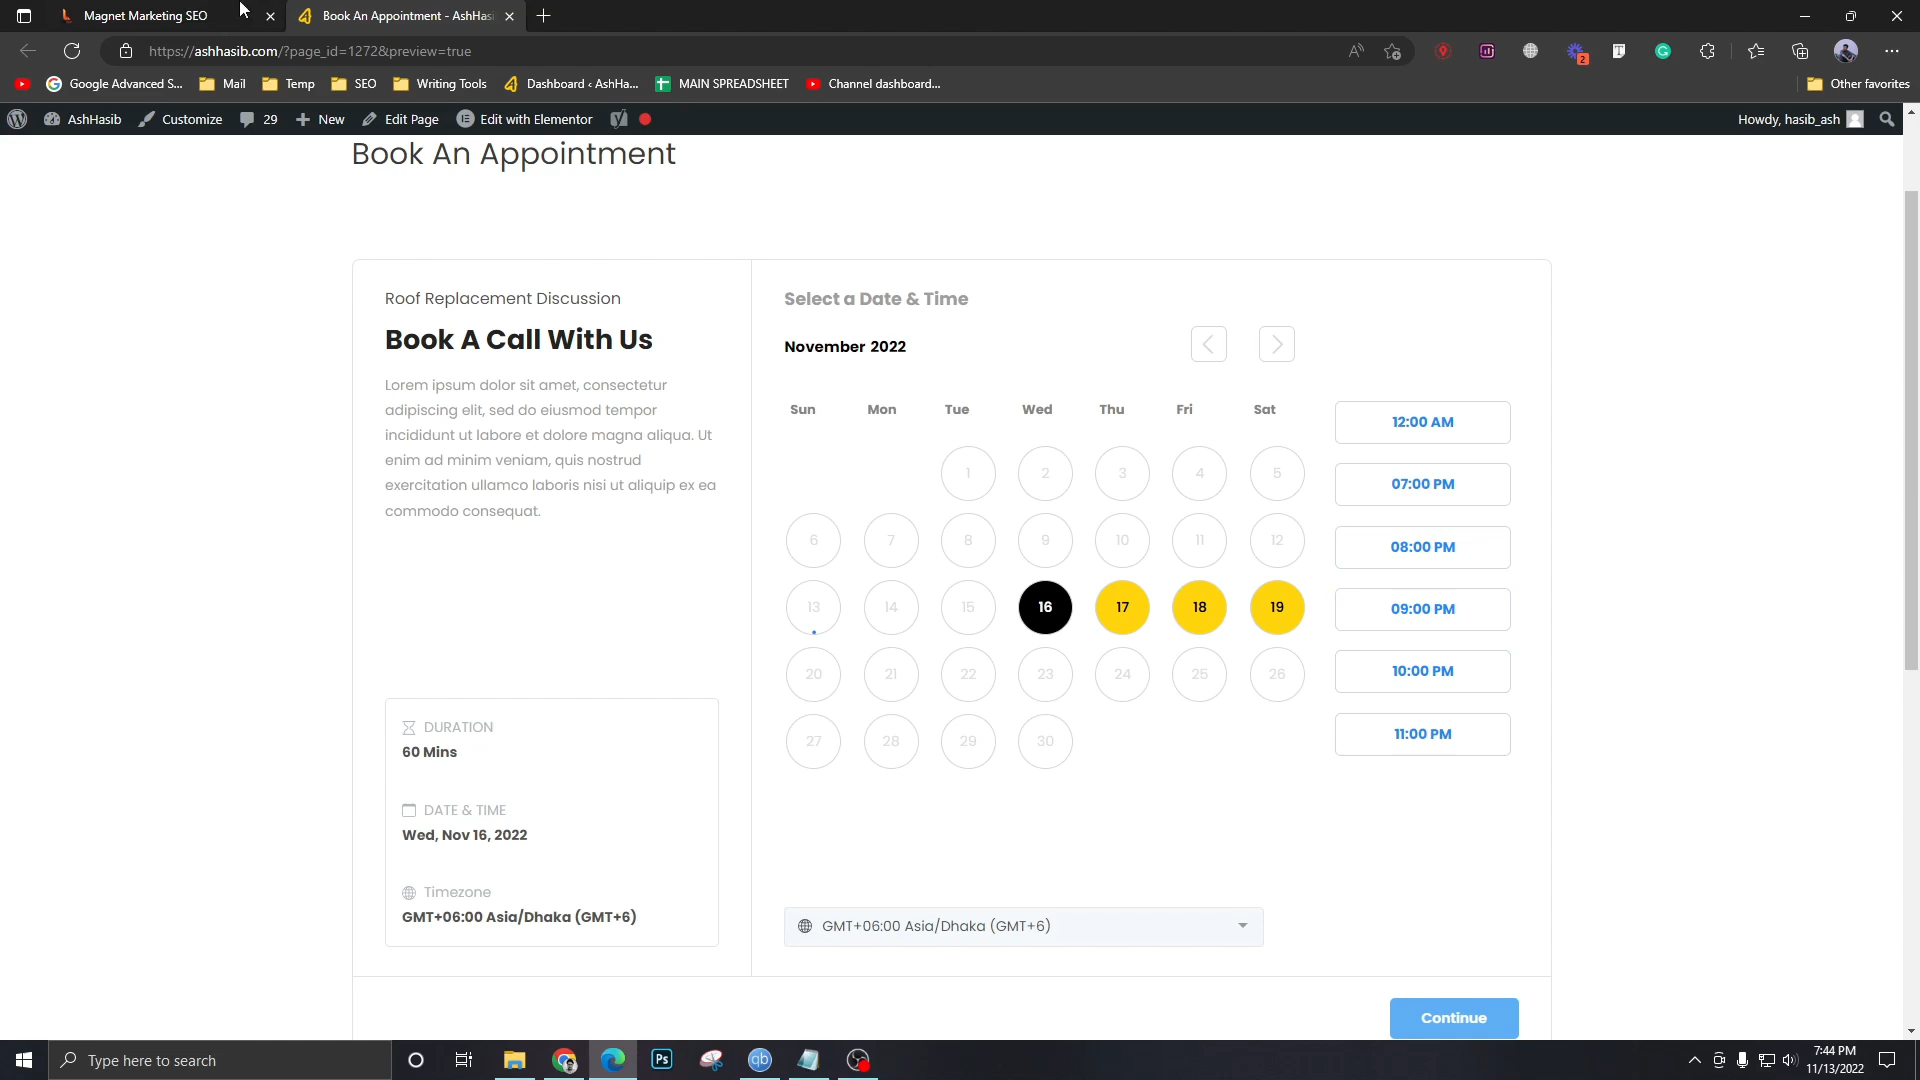 Magnet Marketing SEO
Book An Appointment - AshHasi
https://ashhasib.com/?page_id=1272&preview=true
2
Google Advanced S...
Mail
Temp
SEO
Writing Tools
Dashboard ‹ AshHa...
MAIN SPREADSHEET
Channel dashboard...
Other favorites
AshHasib
Customize
29
New
Edit Page
Edit with Elementor
Howdy, hasib_ash
Book An Appointment
Roof Replacement Discussion
Book A Call With Us
Lorem ipsum dolor sit amet, consectetur
adipiscing elit, sed do eiusmod tempor
incididunt ut labore et dolore magna aliqua. Ut
enim ad minim veniam, quis nostrud
exercitation ullamco laboris nisi ut aliquip ex ea
commodo consequat.
DURATION
60 Mins
DATE & TIME
Wed, Nov 16, 2022
Timezone
GMT+06:00 Asia/Dhaka (GMT+6)
Select a Date & Time
November 2022
Sun Mon Tue Wed Thu Fri Sat
1 2 3 4 5
6 7 8 9 10 11 12
13 14 15 16 17 18 19
20 21 22 23 24 25 26
27 28 29 30
12:00 AM
07:00 PM
08:00 PM
09:00 PM
10:00 PM
11:00 PM
GMT+06:00 Asia/Dhaka (GMT+6)
Continue
Type here to search
Ps
qb
7:44 PM
11/13/2022